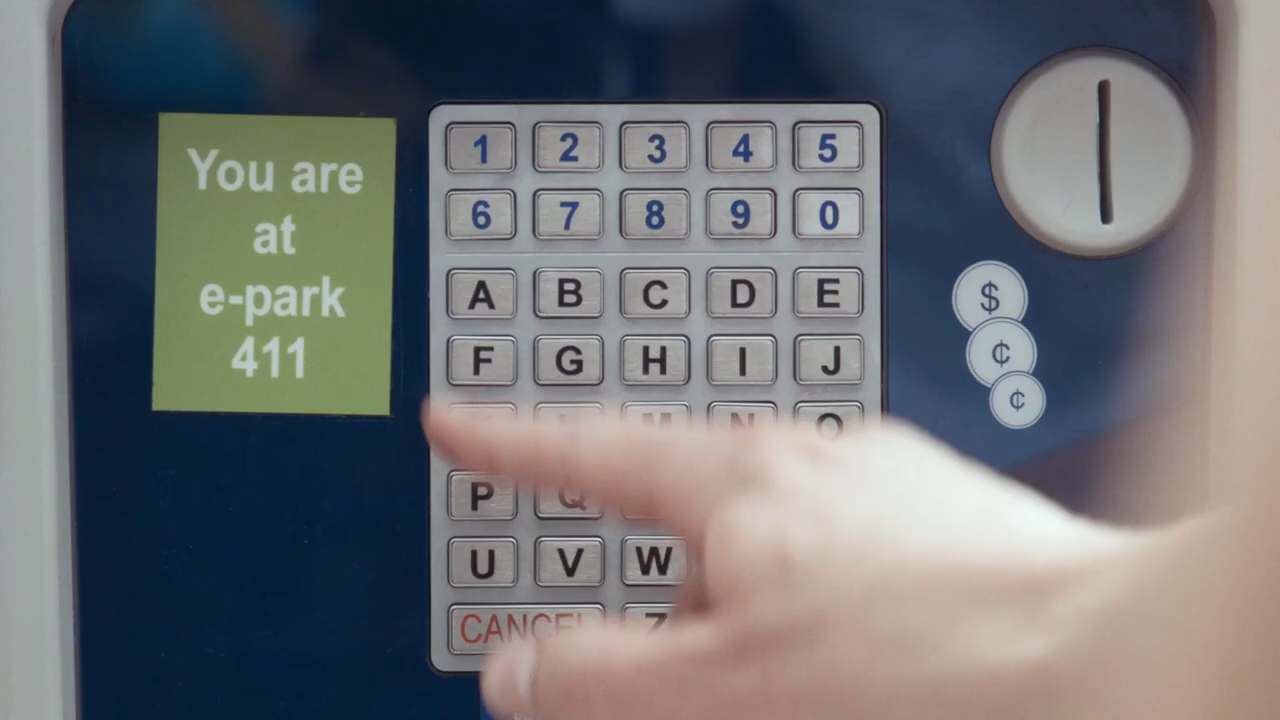 You are
at
e-park
411
1 2 3 4 5
6 7 8 9 0
A B C D E
F G H I J
M N O
P Q
U V W
CANCEL Z
$
¢
¢